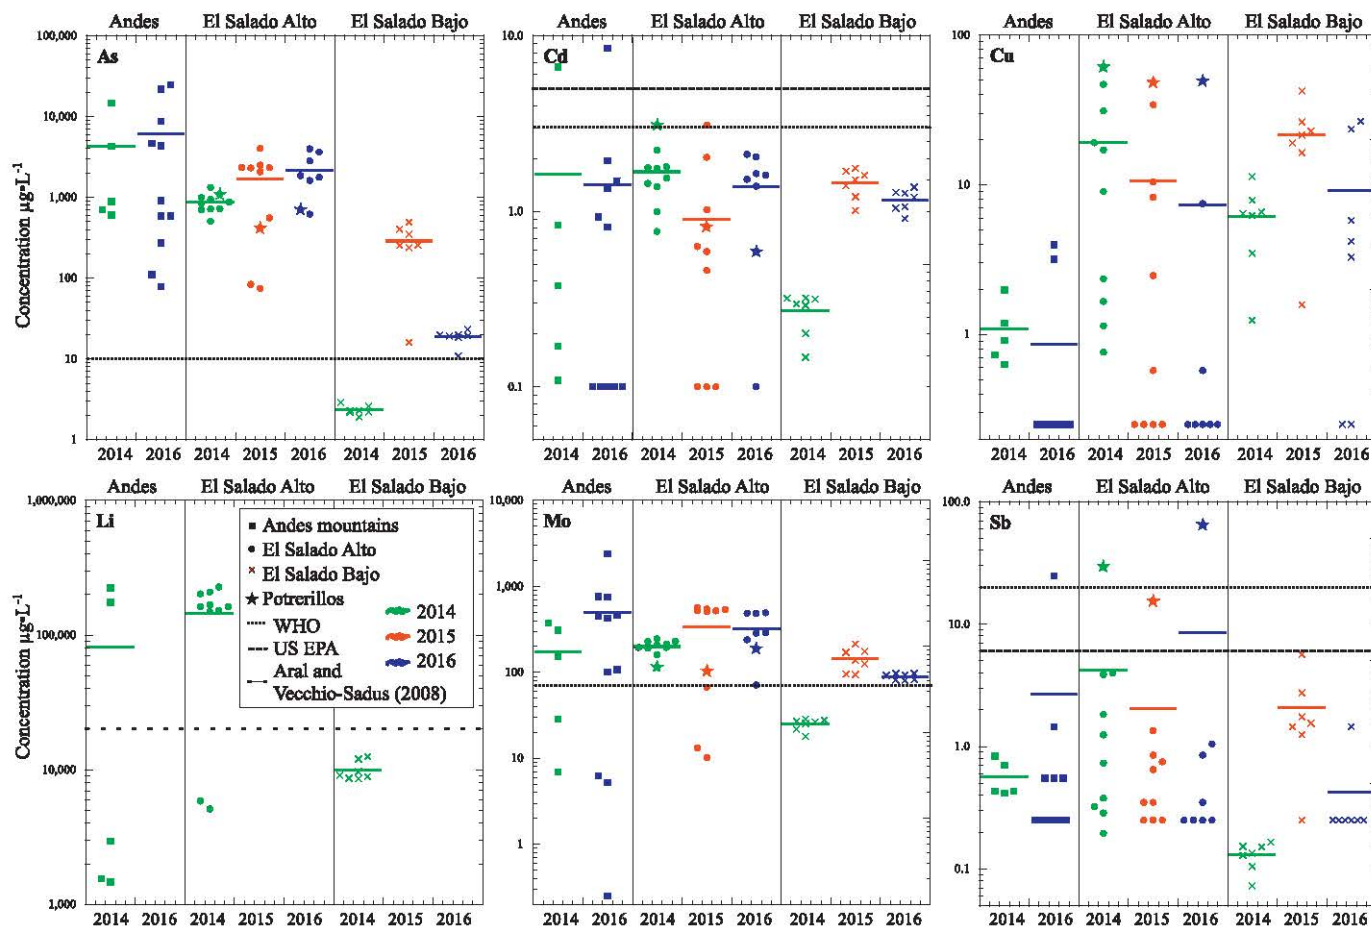 Andes El Salado Alto El Salado Bajo
As
100,000
10,000
1,000
100
10
1
Concentration µg•L⁻¹
2014 2016 2014 2015 2016 2014 2015 2016
Andes El Salado Alto El Salado Bajo
Cd
10.0
1.0
0.1
2014 2016 2014 2015 2016 2014 2015 2016
Andes El Salado Alto El Salado Bajo
Cu
100
10
1
2014 2016 2014 2015 2016 2014 2015 2016
Andes El Salado Alto El Salado Bajo
Li
1,000,000
100,000
10,000
1,000
Concentration µg•L⁻¹
Andes mountains
El Salado Alto
El Salado Bajo
Potrerillos
WHO
US EPA
Aral and
Vecchio-Sadus (2008)
2014
2015
2016
2014 2016 2014 2015 2016 2014 2015 2016
Andes El Salado Alto El Salado Bajo
Mo
10,000
1,000
100
10
1
2014 2016 2014 2015 2016 2014 2015 2016
Andes El Salado Alto El Salado Bajo
Sb
100.0
10.0
1.0
0.1
2014 2016 2014 2015 2016 2014 2015 2016